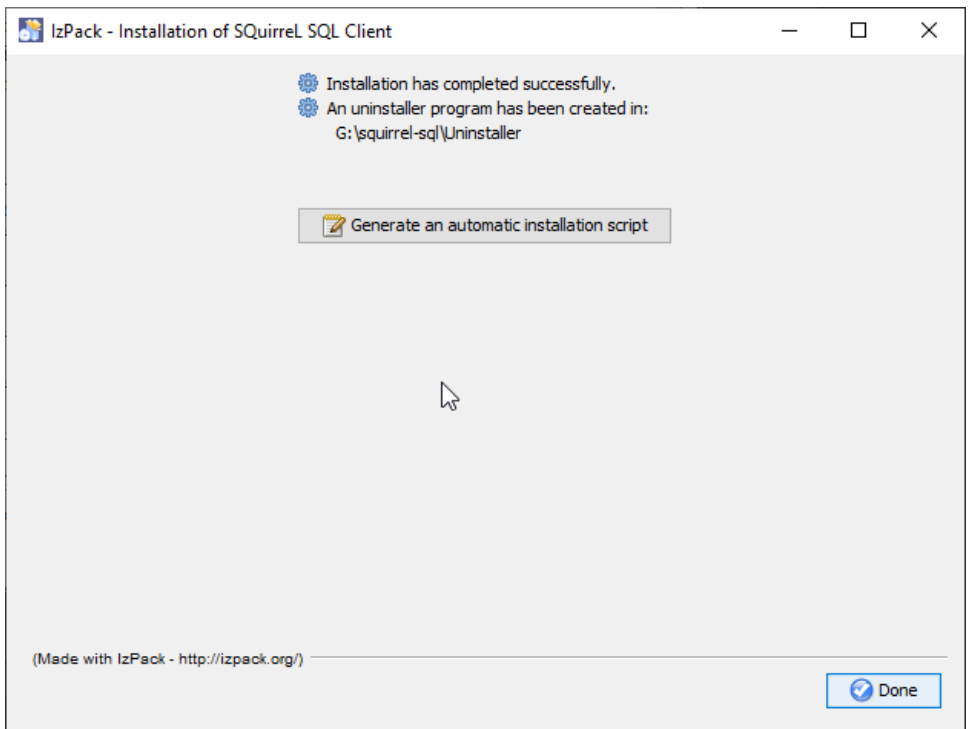 IzPack - Installation of SQuirreL SQL Client
Installation has completed successfully.
An uninstaller program has been created in:
G:\squirrel-sql\Uninstaller
Generate an automatic installation script
(Made with IzPack - http://izpack.org/)
Done